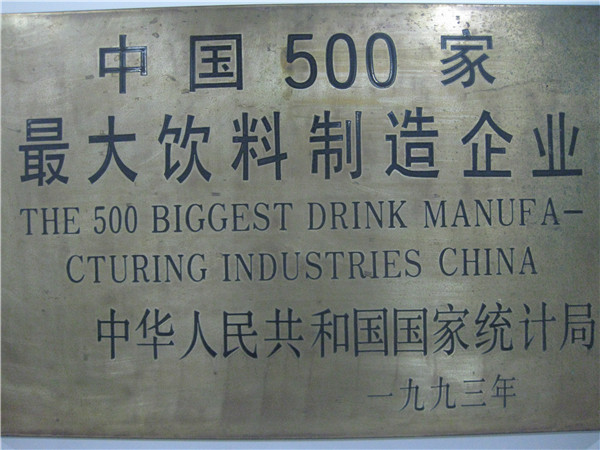 中国500家
最大饮料制造企业
THE 500 BIGGEST DRINK MANUFA-
CTURING INDUSTRIES CHINA
中华人民共和国国家统计局
一九九三年